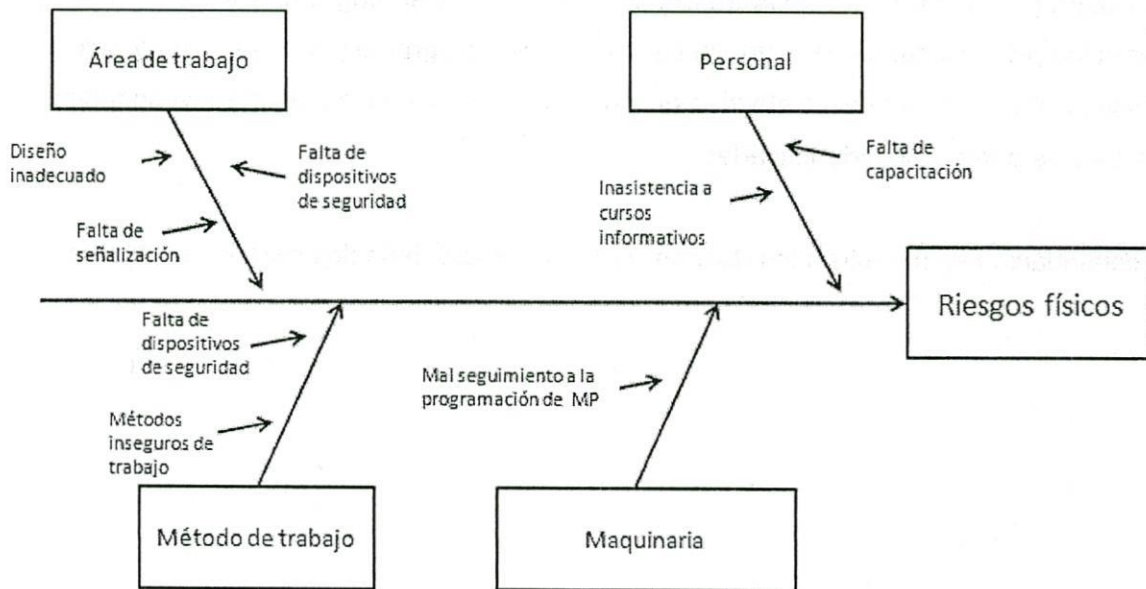 Área de trabajo
Personal
Diseño
inadecuado
Falta de
dispositivos
de seguridad
Falta de
señalización
Falta de
capacitación
Inasistencia a
cursos
informativos
Riesgos físicos
Falta de
dispositivos
de seguridad
Métodos
inseguros de
trabajo
Mal seguimiento a la
programación de MP
Método de trabajo
Maquinaria